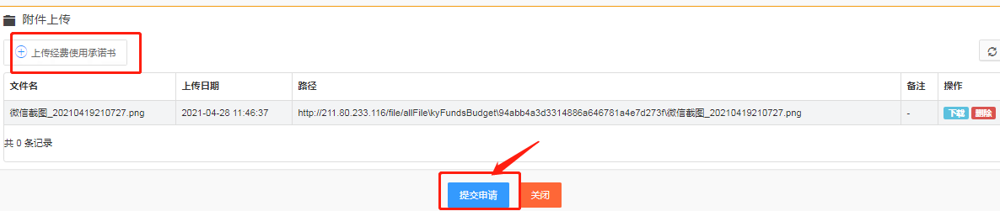 附件上传
上传经费使用承诺书
文件名 上传日期 路径 备注 操作
微信截图_20210419210727.png 2021-04-28 11:46:37 http://211.80.233.116/file/allFile\kyFundsBudget\94abb4a3d3314886a646781a4e7d273f\微信截图_20210419210727.png - 下载 删除
共 0 条记录
提交申请 关闭